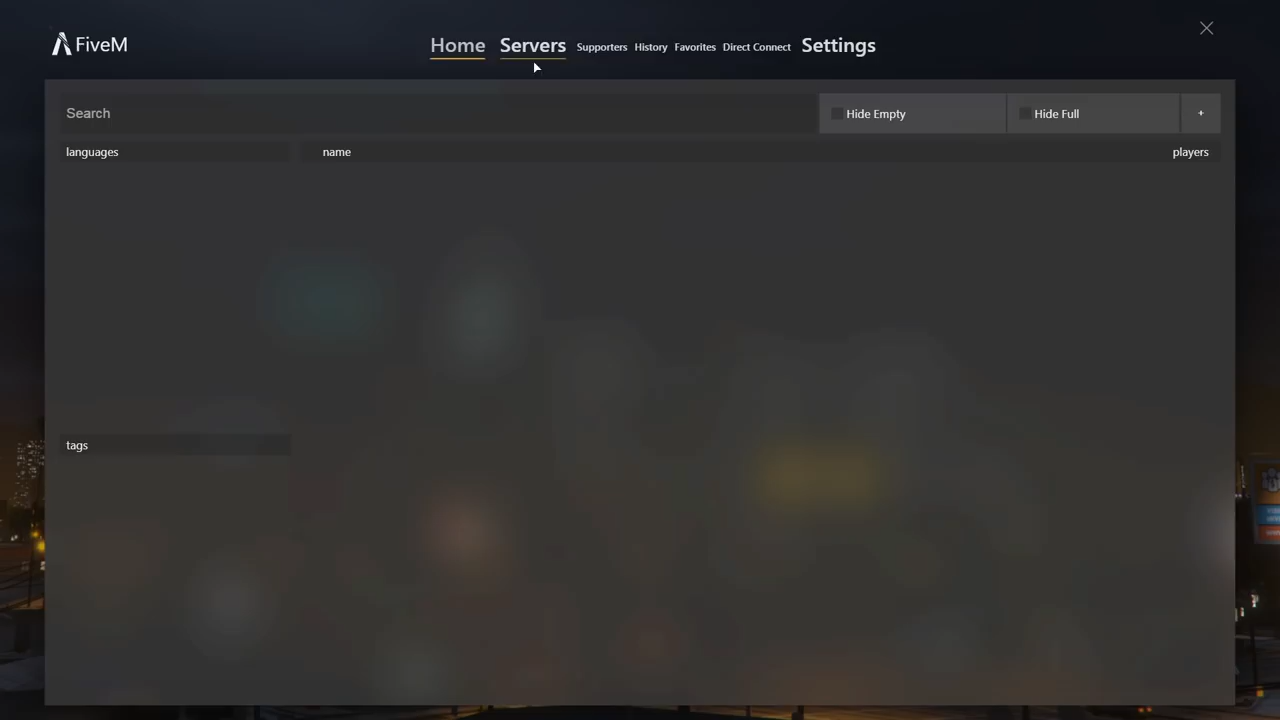 FiveM
Home Servers Supporters History Favorites Direct Connect Settings
Search
Hide Empty
Hide Full
+
languages
name
players
tags